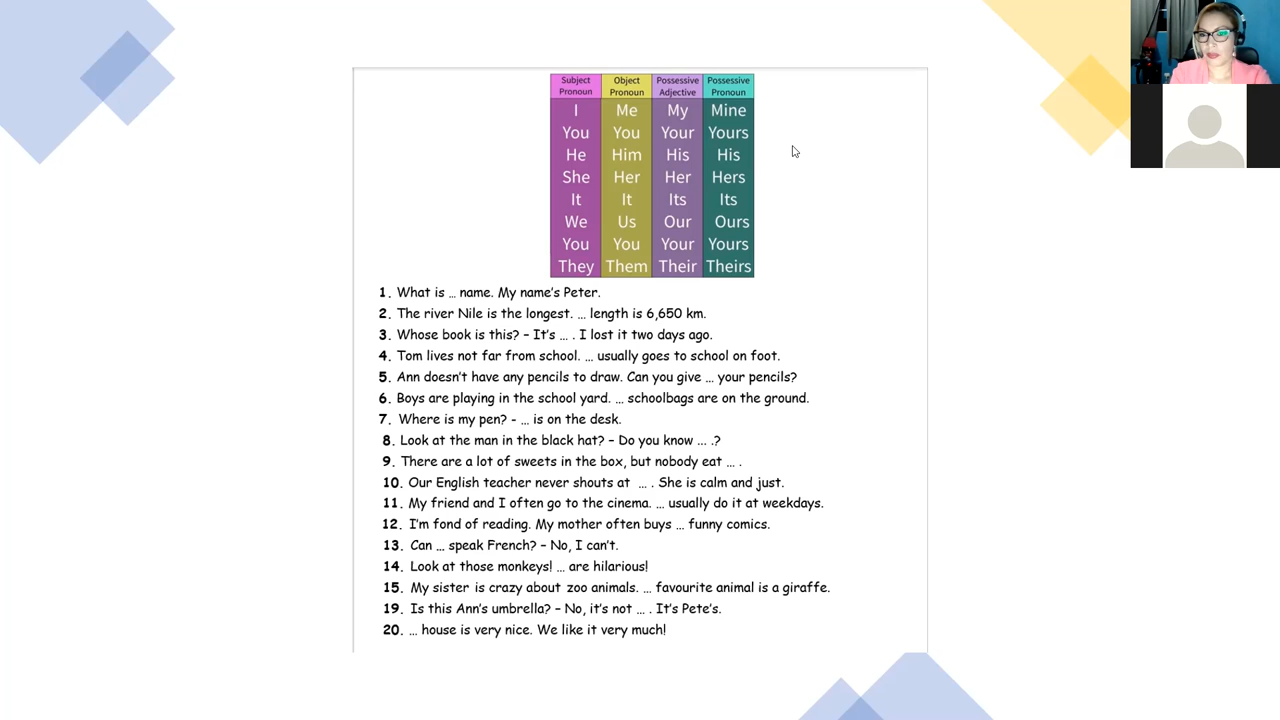 Subject Pronoun Object Pronoun Possessive Adjective Possessive Pronoun
I Me My Mine
You You Your Yours
He Him His His
She Her Her Hers
It It Its Its
We Us Our Ours
You You Your Yours
They Them Their Theirs
1. What is ... name. My name's Peter.
2. The river Nile is the longest. ... length is 6,650 km.
3. Whose book is this? – It's ... . I lost it two days ago.
4. Tom lives not far from school. ... usually goes to school on foot.
5. Ann doesn't have any pencils to draw. Can you give ... your pencils?
6. Boys are playing in the school yard. ... schoolbags are on the ground.
7. Where is my pen? - ... is on the desk.
8. Look at the man in the black hat? – Do you know ... .?
9. There are a lot of sweets in the box, but nobody eat ... .
10. Our English teacher never shouts at ... . She is calm and just.
11. My friend and I often go to the cinema. ... usually do it at weekdays.
12. I'm fond of reading. My mother often buys ... funny comics.
13. Can ... speak French? – No, I can't.
14. Look at those monkeys! ... are hilarious!
15. My sister is crazy about zoo animals. ... favourite animal is a giraffe.
19. Is this Ann's umbrella? – No, it's not ... . It's Pete's.
20. ... house is very nice. We like it very much!